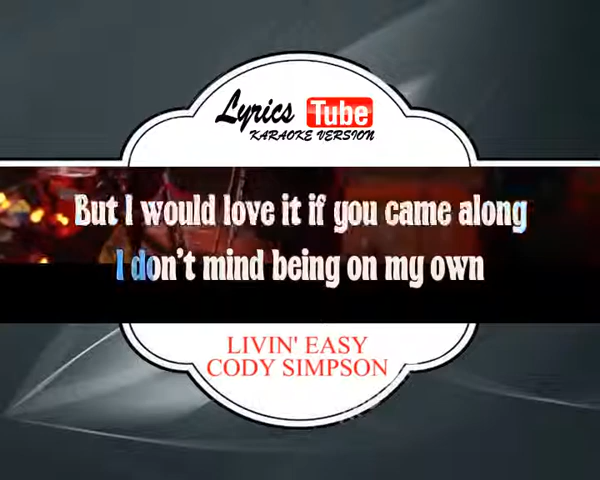 Lyrics Tube
KARAOKE VERSION
But I would love it if you came along
I don't mind being on my own
LIVIN' EASY
CODY SIMPSON